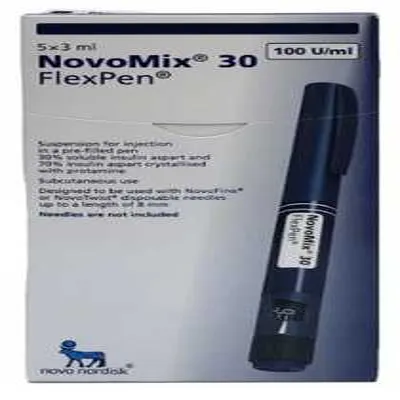 5 x 3 ml
NovoMix® 30
FlexPen®
100 U/ml
Suspension for injection
in a pre-filled pen
30% soluble insulin aspart and
70% insulin aspart crystallised
with protamine
Subcutaneous use
Designed to be used with NovoFine®
or NovoTwist® disposable needles
up to a length of 8 mm
Needles are not included
NovoMix® 30
FlexPen®
novo nordisk®